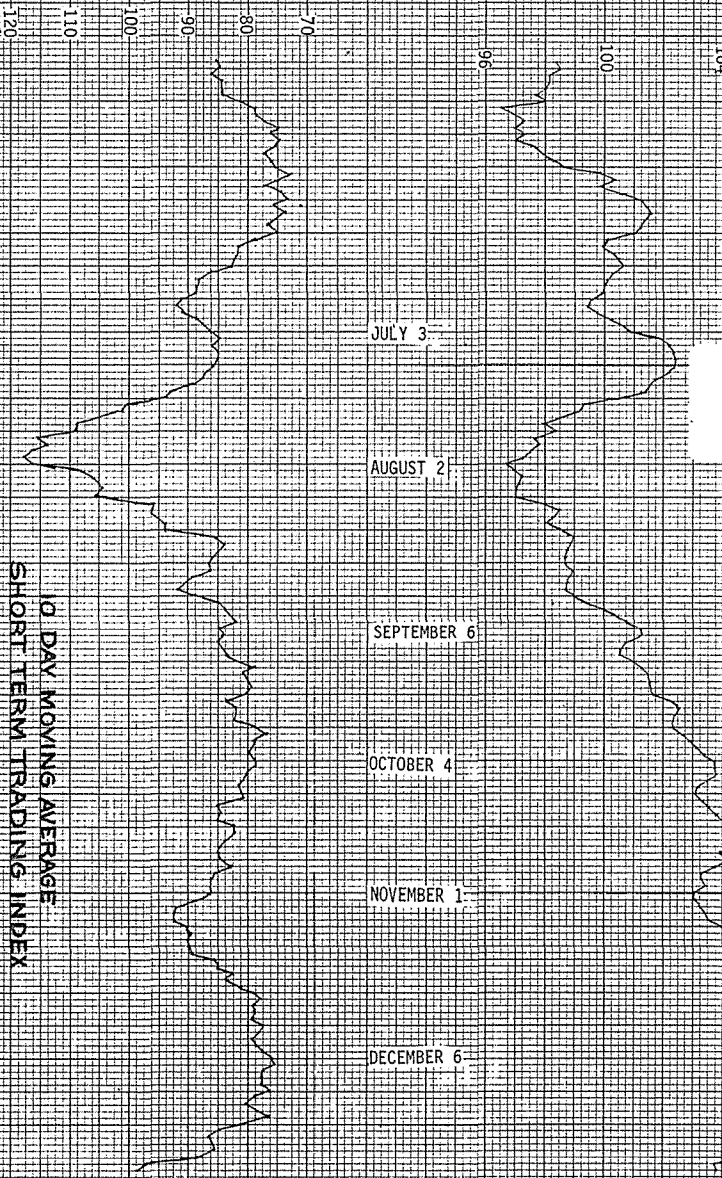 120
110
100
90
80
70
96
100
JULY 3
AUGUST 2
SEPTEMBER 6
OCTOBER 4
NOVEMBER 1
DECEMBER 6
10 DAY MOVING AVERAGE
SHORT TERM TRADING INDEX